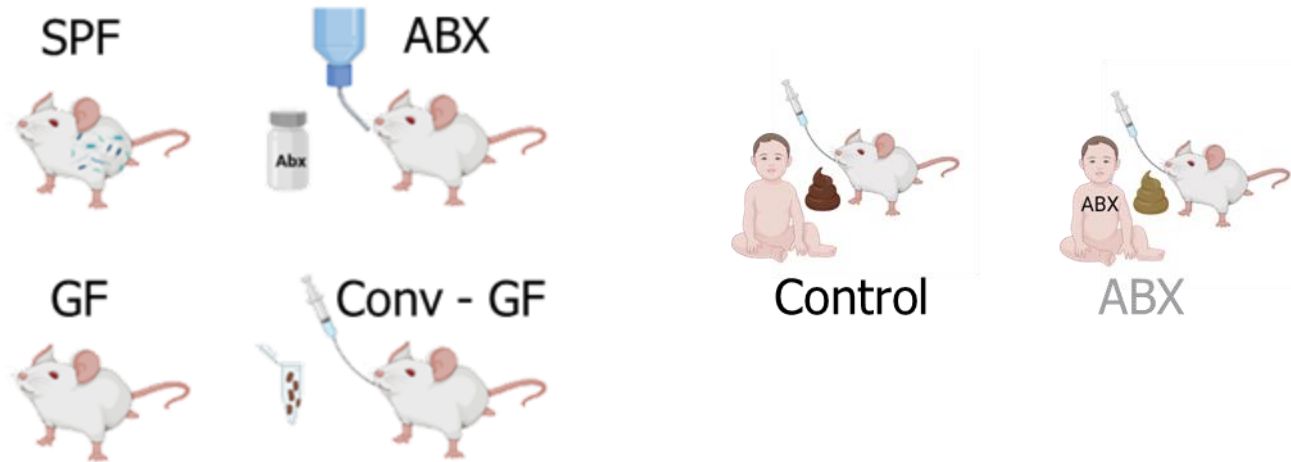 SPF
ABX
Abx
GF
Conv - GF
Control
ABX
ABX